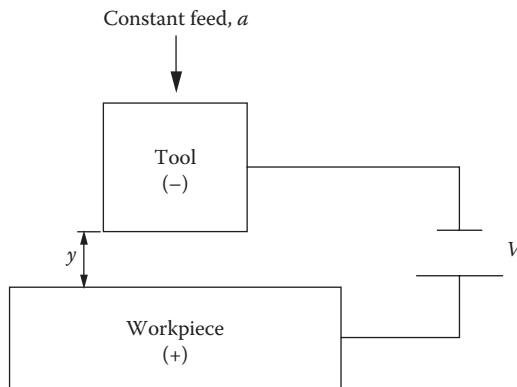 Constant feed, a
Tool
(–)
y
V
Workpiece
(+)